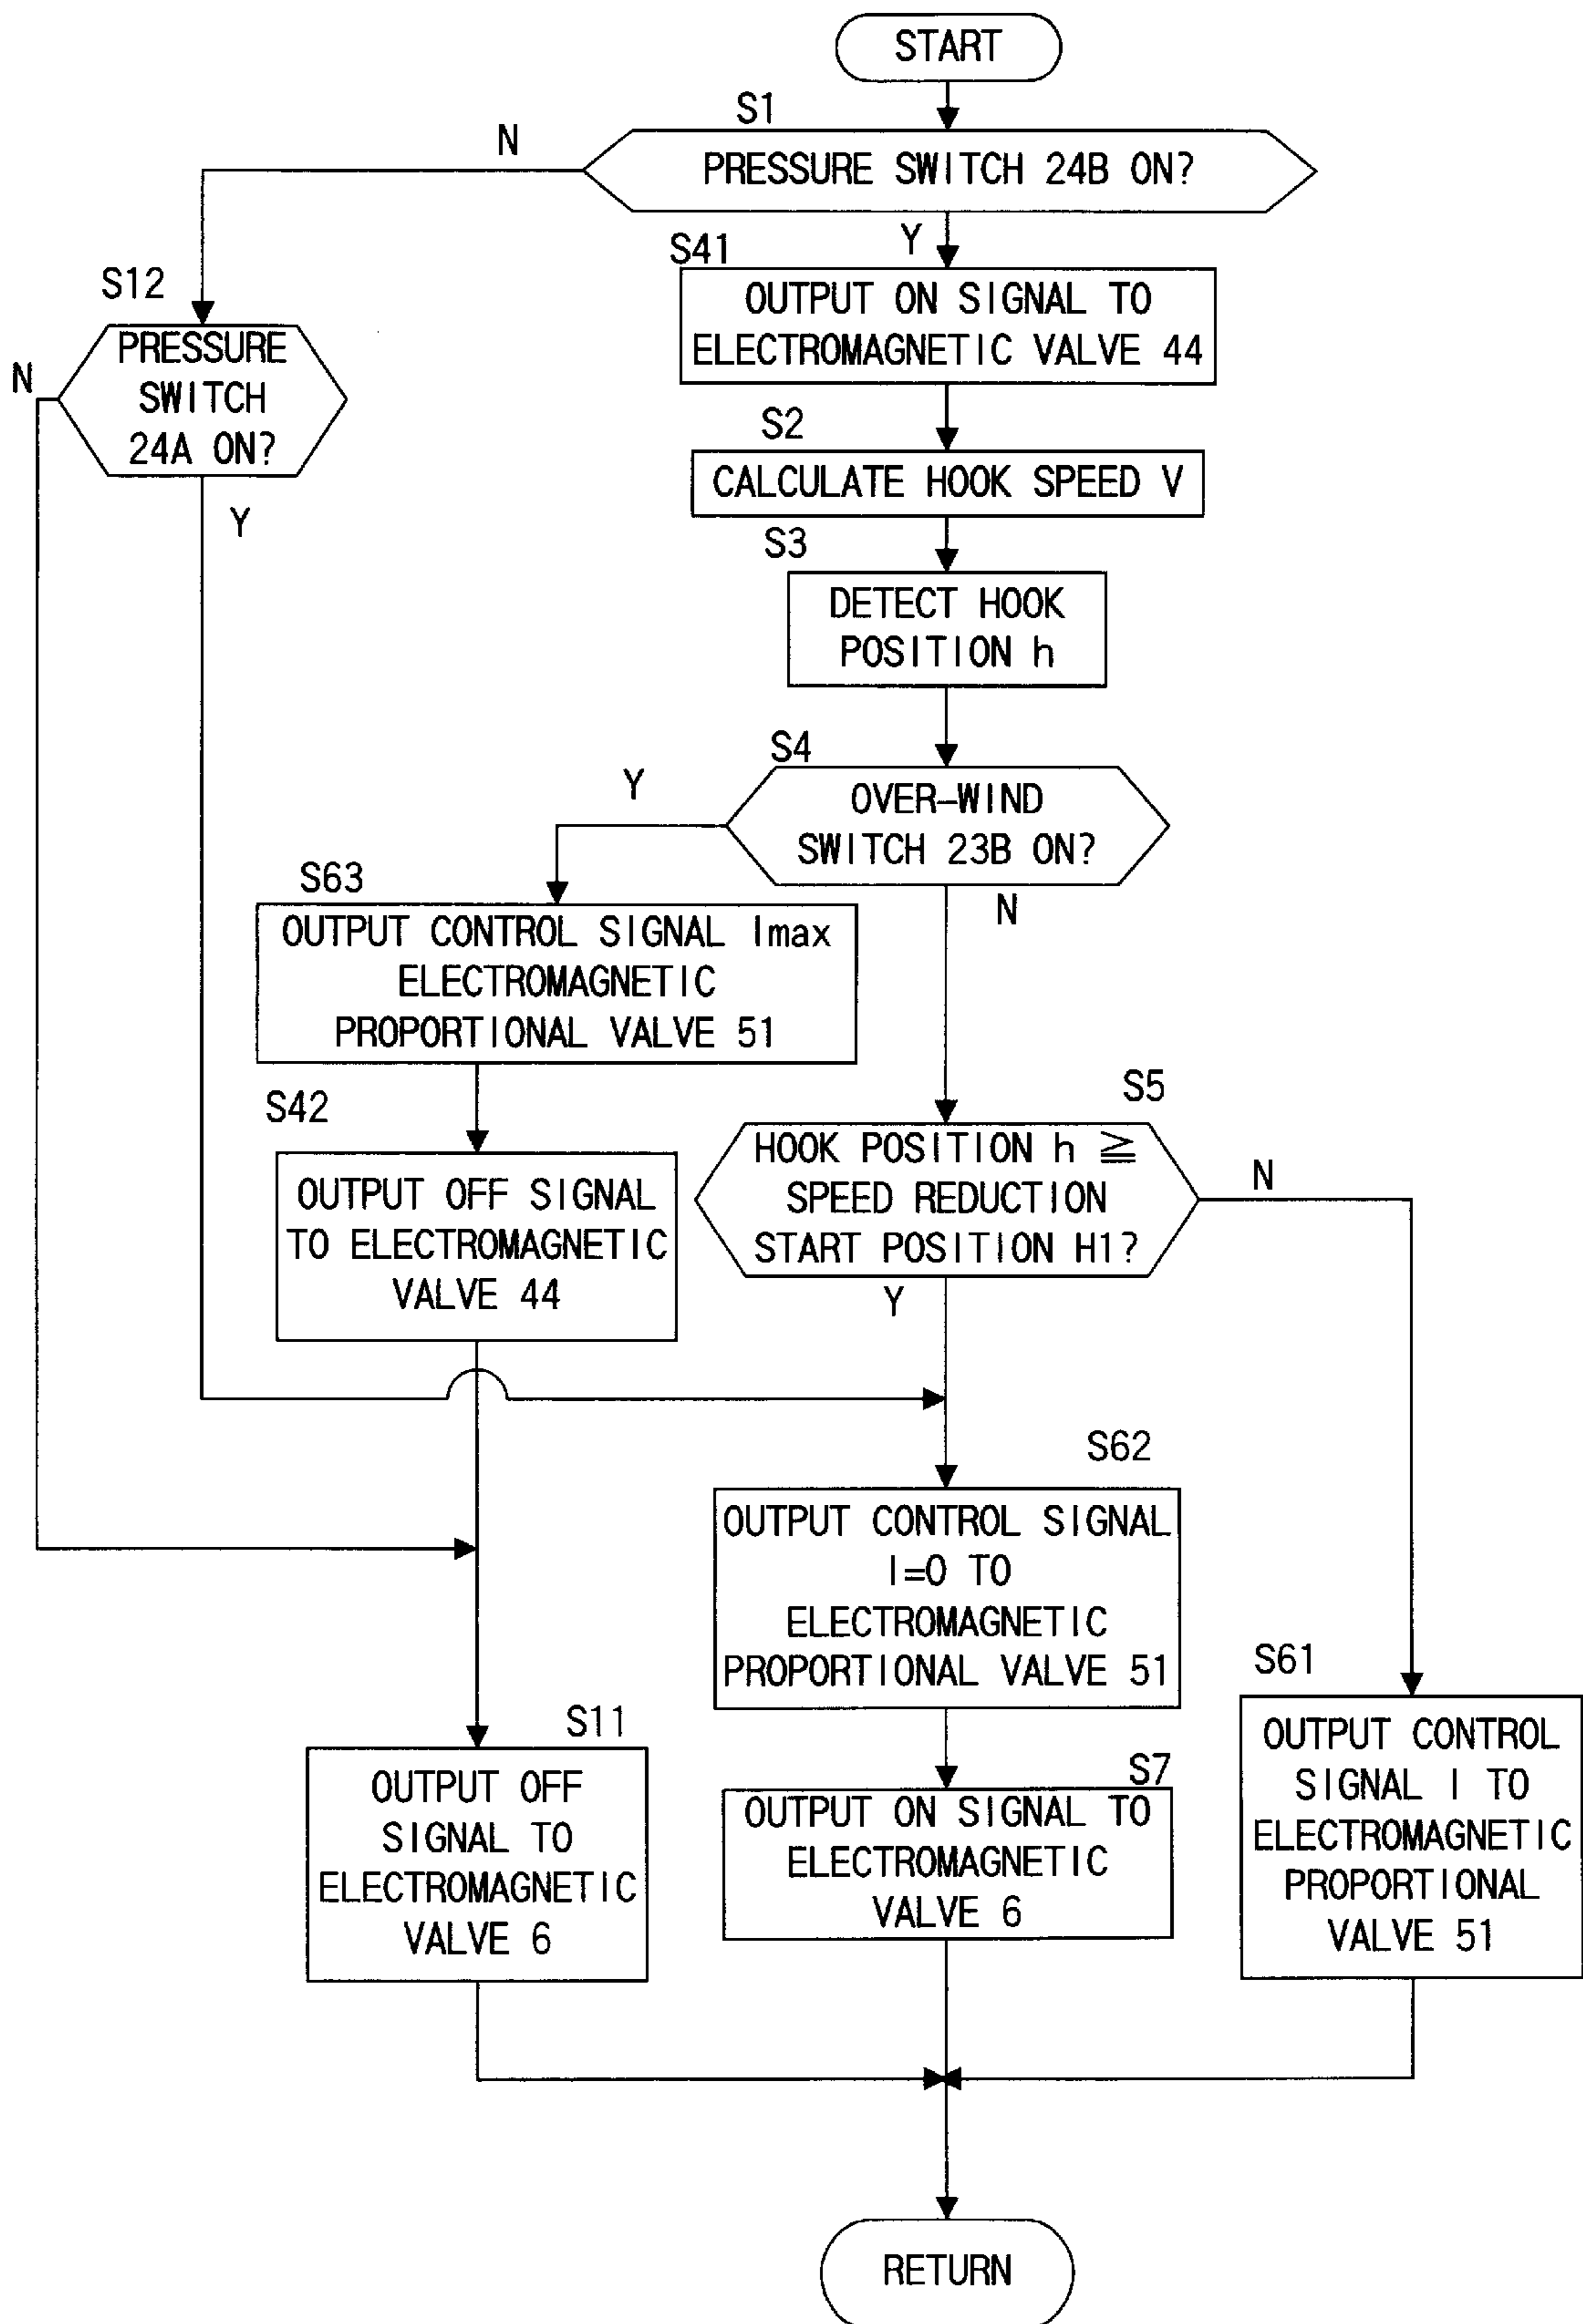 START
S1
N
PRESSURE SWITCH 24B ON?
Y
S41
OUTPUT ON SIGNAL TO
ELECTROMAGNETIC VALVE 44
S12
PRESSURE
SWITCH
24A ON?
N
Y
S2
CALCULATE HOOK SPEED V
S3
DETECT HOOK
POSITION h
S4
Y
OVER-WIND
SWITCH 23B ON?
N
S63
OUTPUT CONTROL SIGNAL Imax
ELECTROMAGNETIC
PROPORTIONAL VALVE 51
S42
OUTPUT OFF SIGNAL
TO ELECTROMAGNETIC
VALVE 44
S5
HOOK POSITION h ≧
SPEED REDUCTION
START POSITION H1?
N
Y
S62
OUTPUT CONTROL SIGNAL
I=0 TO
ELECTROMAGNETIC
PROPORTIONAL VALVE 51
S61
OUTPUT CONTROL
SIGNAL I TO
ELECTROMAGNETIC
PROPORTIONAL
VALVE 51
S11
OUTPUT OFF
SIGNAL TO
ELECTROMAGNETIC
VALVE 6
S7
OUTPUT ON SIGNAL TO
ELECTROMAGNETIC
VALVE 6
RETURN